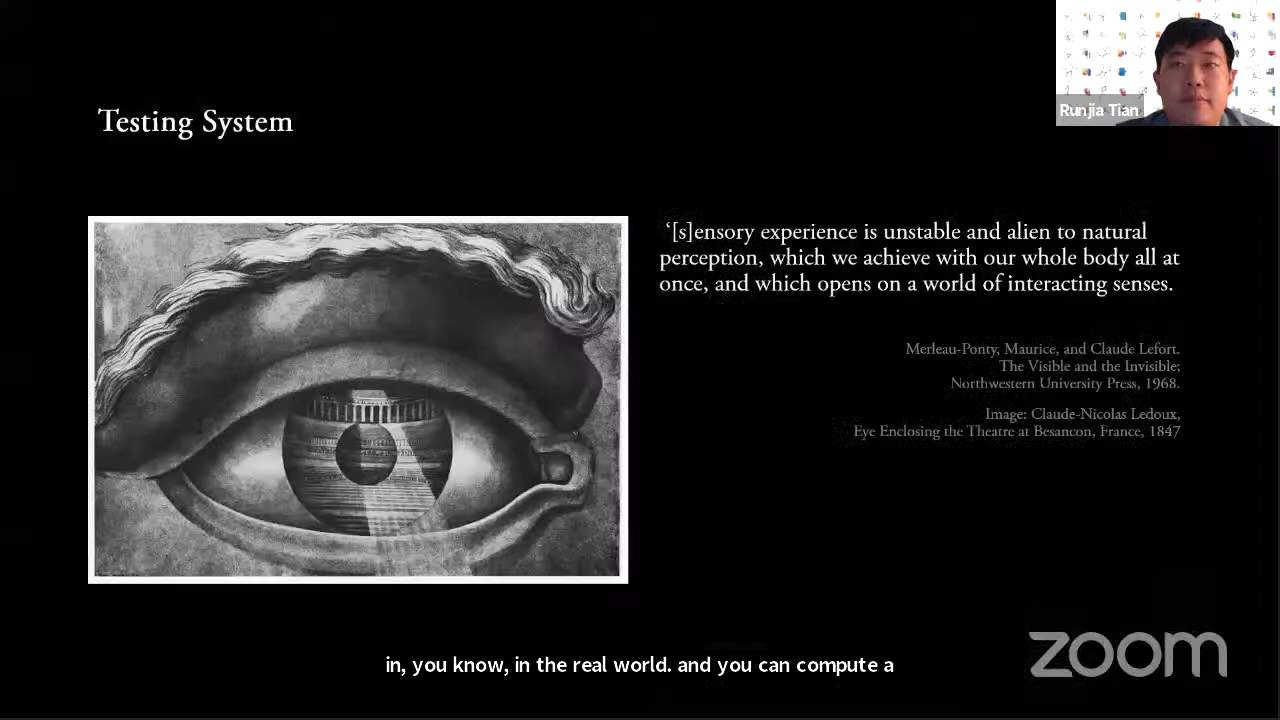 Runjia Tian
Testing System
‘[s]ensory experience is unstable and alien to natural
perception, which we achieve with our whole body all at
once, and which opens on a world of interacting senses.
Merleau-Ponty, Maurice, and Claude Lefort.
The Visible and the Invisible;
Northwestern University Press, 1968.
Image: Claude-Nicolas Ledoux,
Eye Enclosing the Theatre at Besancon, France, 1847
in, you know, in the real world. and you can compute a
zoom